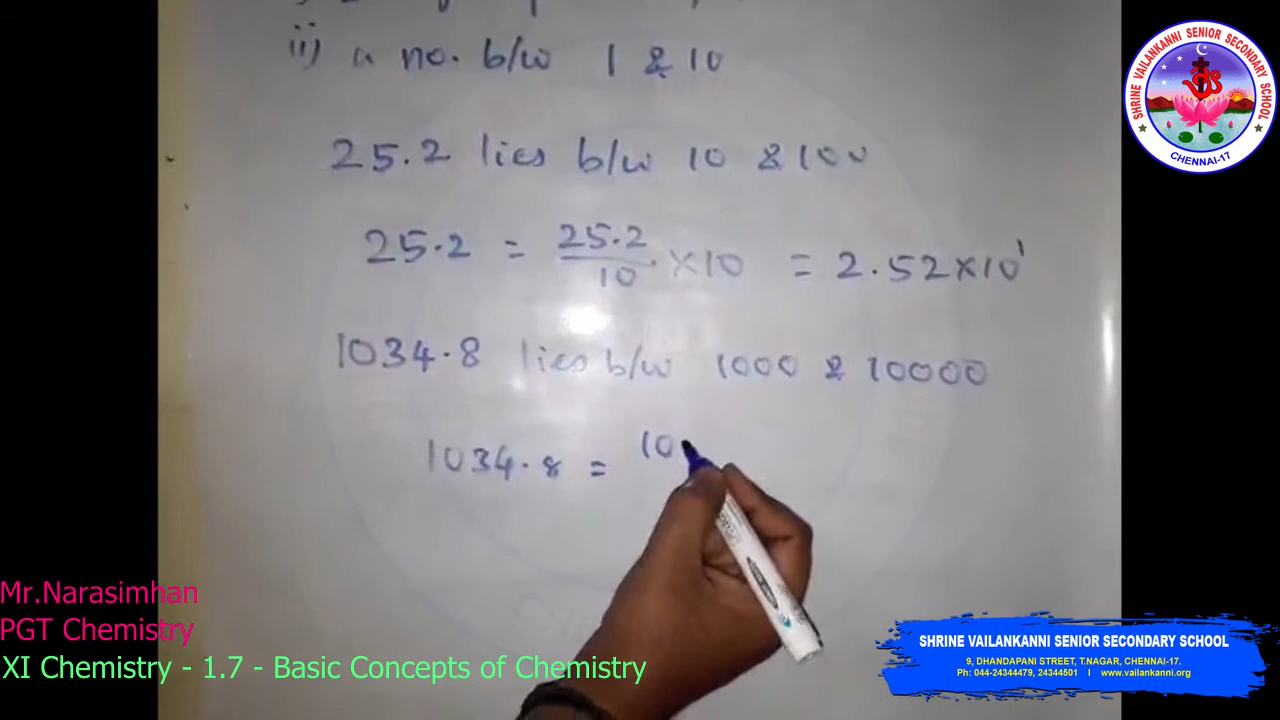 ii) a no. b/w 1 & 10
25.2 lies b/w 10 & 100
25.2 = 25.2/10 × 10 = 2.52×10¹
1034.8 lies b/w 1000 & 10000
1034.8 = 10
SHRINE VAILANKANNI SENIOR SECONDARY SCHOOL
CHENNAI-17
Mr.Narasimhan
PGT Chemistry
XI Chemistry - 1.7 - Basic Concepts of Chemistry
SHRINE VAILANKANNI SENIOR SECONDARY SCHOOL
9, DHANDAPANI STREET, T.NAGAR, CHENNAI-17.
Ph: 044-24344479, 24344501 I www.vailankanni.org